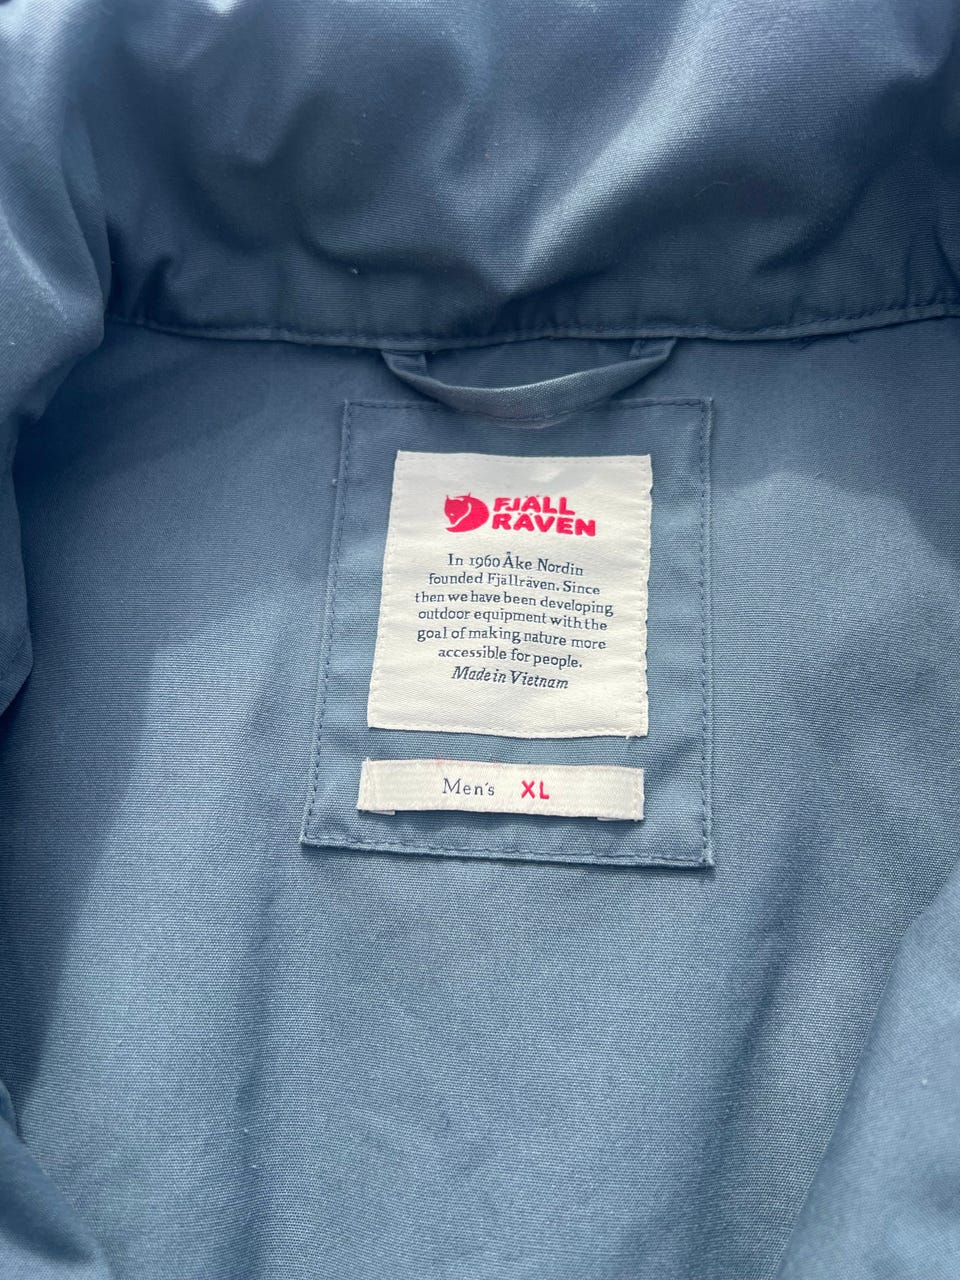 FJÄLL
RÄVEN
In 1960 Åke Nordin
founded Fjällräven. Since
then we have been developing
outdoor equipment with the
goal of making nature more
accessible for people.
Made in Vietnam
Men's XL